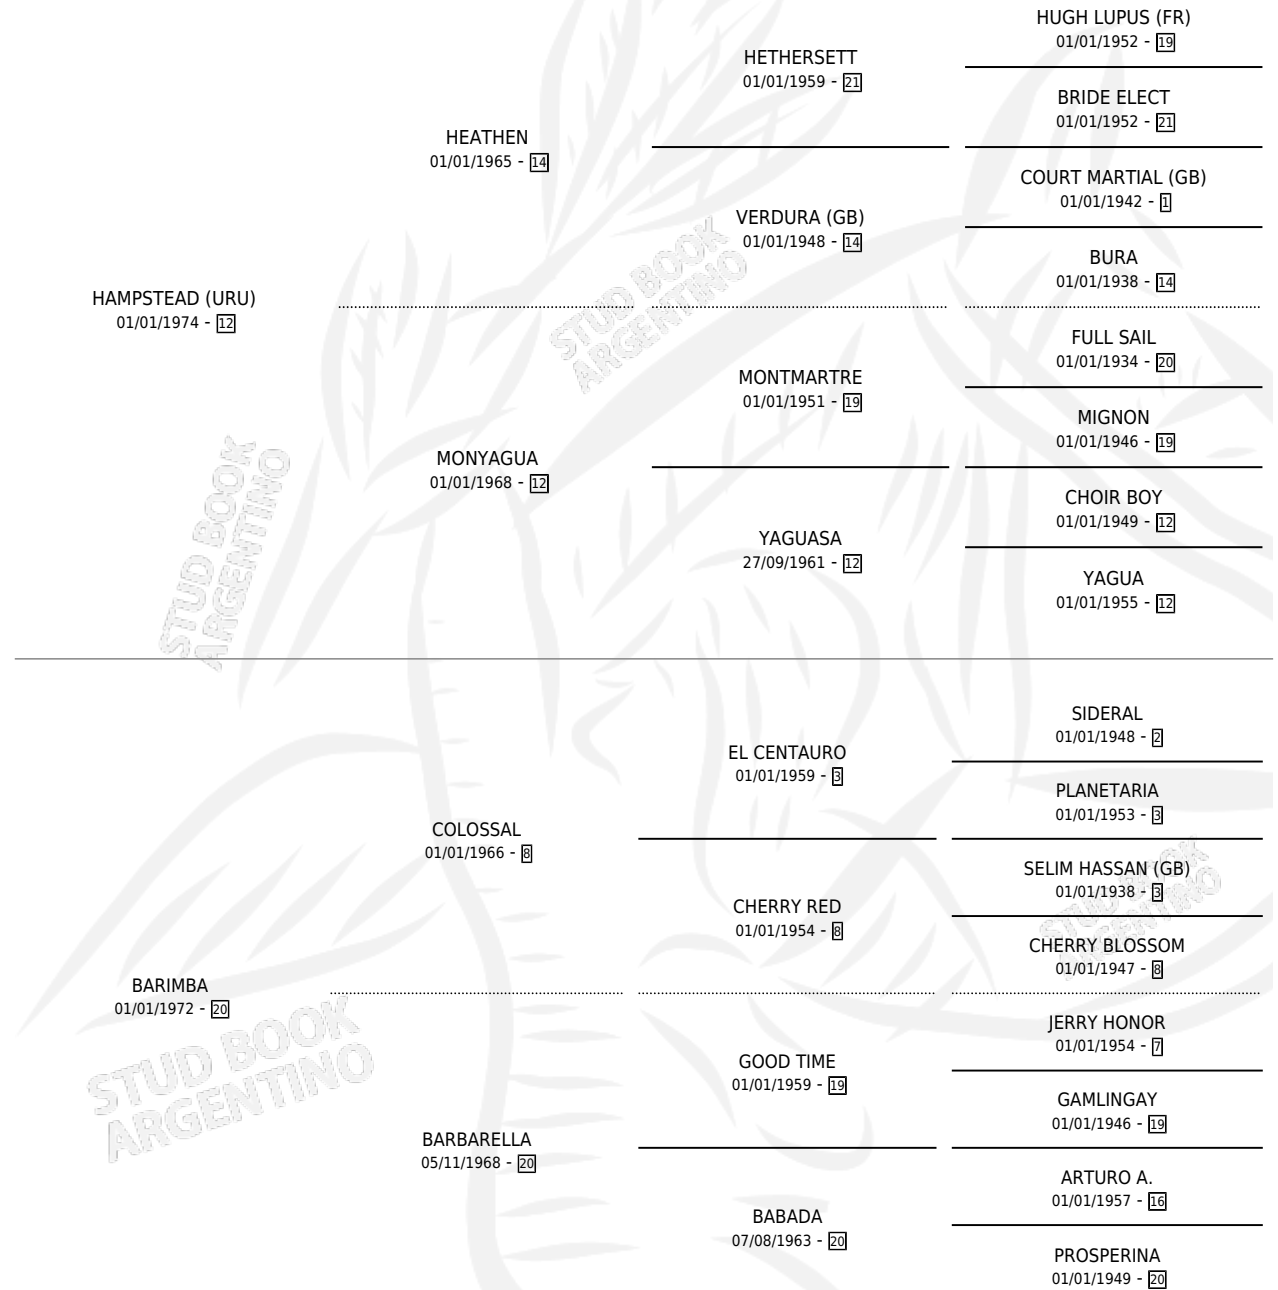 HUGH LUPUS (FR)
01/01/1952 - 19
HETHERSETT
01/01/1959 - 21
BRIDE ELECT
01/01/1952 - 21
HEATHEN
01/01/1965 - 14
COURT MARTIAL (GB)
01/01/1942 - 1
VERDURA (GB)
01/01/1948 - 14
BURA
01/01/1938 - 14
HAMPSTEAD (URU)
01/01/1974 - 12
FULL SAIL
01/01/1934 - 20
MONTMARTRE
01/01/1951 - 19
MIGNON
01/01/1946 - 19
MONYAGUA
01/01/1968 - 12
CHOIR BOY
01/01/1949 - 12
YAGUASA
27/09/1961 - 12
YAGUA
01/01/1955 - 12
SIDERAL
01/01/1948 - 2
EL CENTAURO
01/01/1959 - 3
PLANETARIA
01/01/1953 - 3
COLOSSAL
01/01/1966 - 8
SELIM HASSAN (GB)
01/01/1938 - 3
CHERRY RED
01/01/1954 - 8
CHERRY BLOSSOM
01/01/1947 - 8
BARIMBA
01/01/1972 - 20
JERRY HONOR
01/01/1954 - 7
GOOD TIME
01/01/1959 - 19
GAMLINGAY
01/01/1946 - 19
BARBARELLA
05/11/1968 - 20
ARTURO A.
01/01/1957 - 16
BABADA
07/08/1963 - 20
PROSPERINA
01/01/1949 - 20
STUD BOOK
ARGENTINO
STUD BOOK
ARGENTINO
STUD BOOK
ARGENTINO
STUD BOOK
ARGENTINO